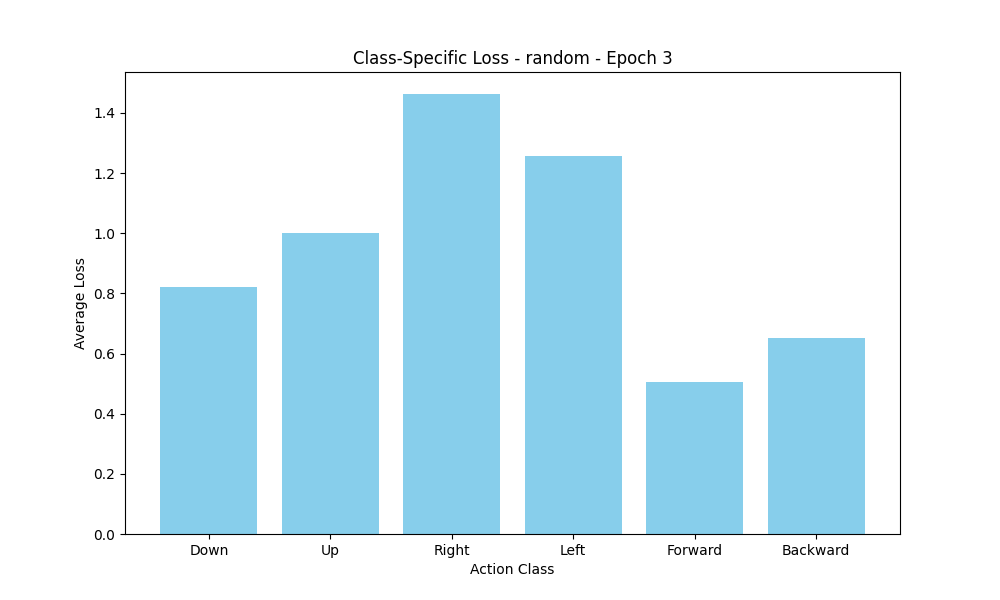 Class-Specific Loss - random - Epoch 3
Average Loss
1.4
1.2
1.0
0.8
0.6
0.4
0.2
0.0
Down Up Right Left Forward Backward
Action Class